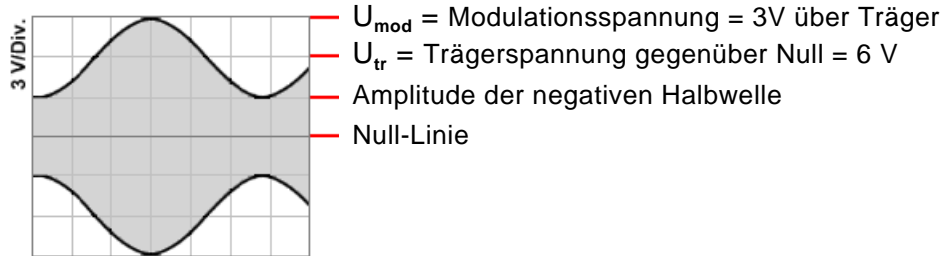 3 V/Div.
Umod = Modulationsspannung = 3V über Träger
Utr = Trägerspannung gegenüber Null = 6 V
Amplitude der negativen Halbwelle
Null-Linie